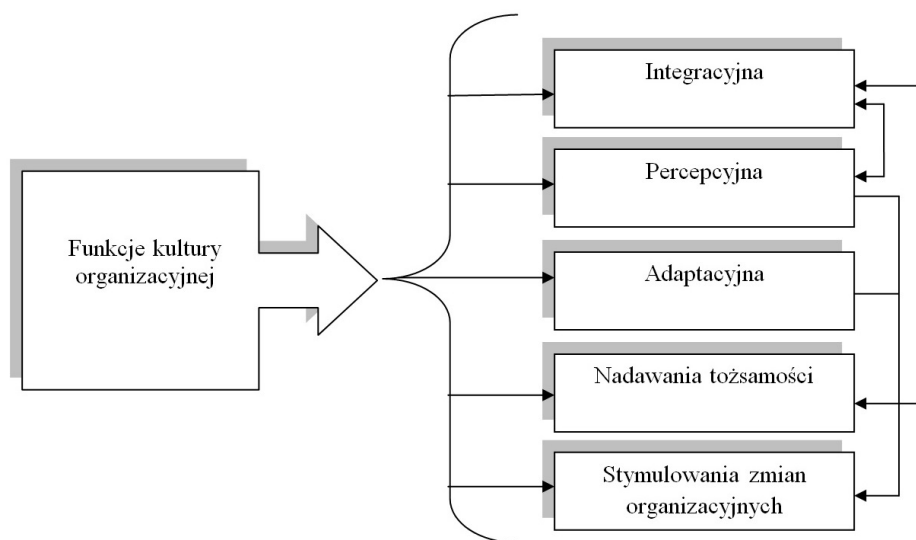 Funkcje kultury
organizacyjnej
Integracyjna
Percepcyjna
Adaptacyjna
Nadawania tożsamości
Stymulowania zmian
organizacyjnych